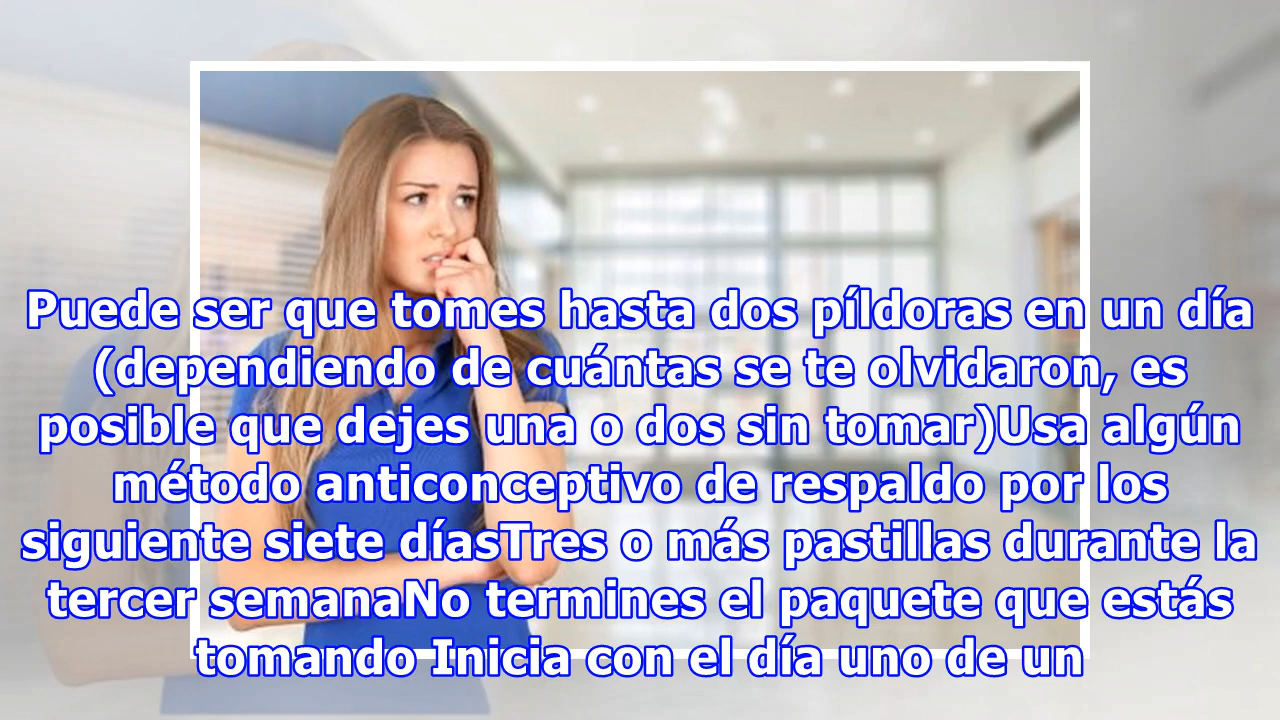 Puede ser que tomes hasta dos píldoras en un día
(dependiendo de cuántas se te olvidaron, es
posible que dejes una o dos sin tomar)Usa algún
método anticonceptivo de respaldo por los
siguiente siete díasTres o más pastillas durante la
tercer semanaNo termines el paquete que estás
tomando Inicia con el día uno de un